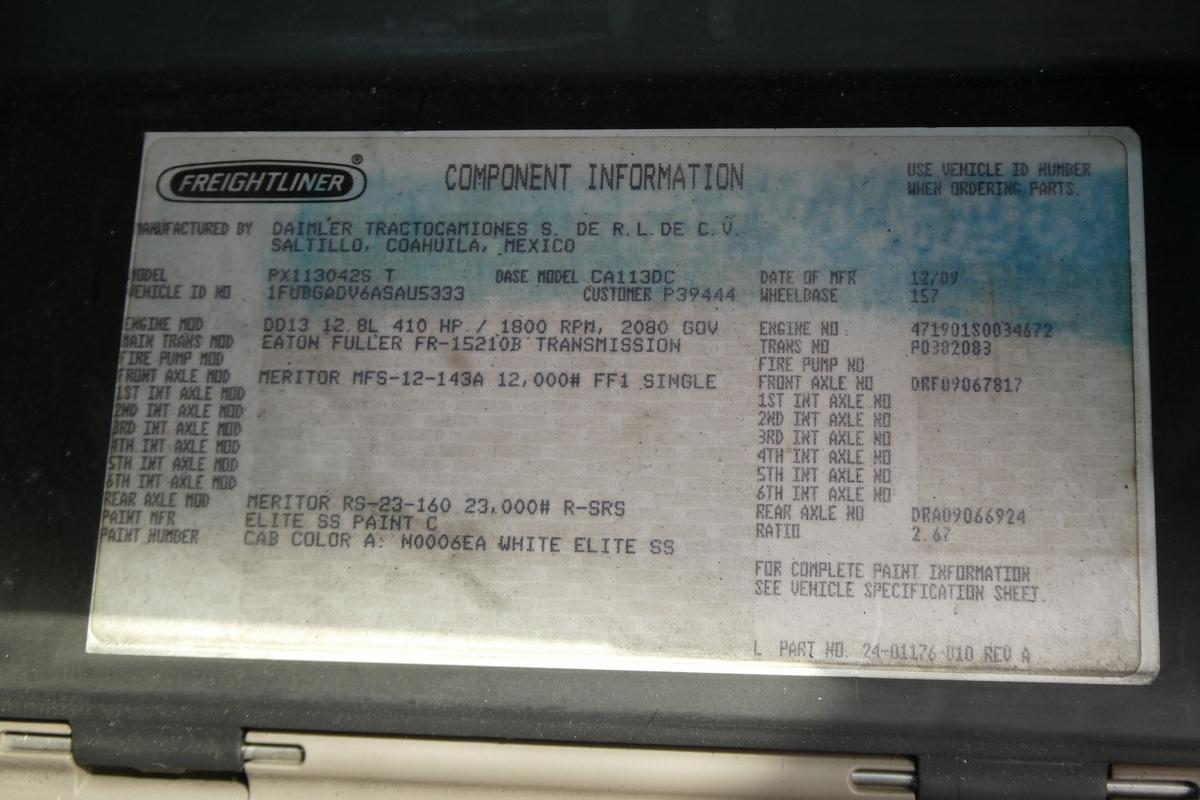 FREIGHTLINER®
COMPONENT INFORMATION
USE VEHICLE ID NUMBER
WHEN ORDERING PARTS.
MANUFACTURED BY DAIMLER TRACTOCAMIONES S. DE R.L.DE C.V.
SALTILLO, COAHUILA, MEXICO
MODEL PX113042S T BASE MODEL CA113DC DATE OF MFR 12/09
VEHICLE ID NO 1FUBGADV6ASAU5333 CUSTOMER P39444 WHEELBASE 157
ENGINE MOD DD13 12.8L 410 HP / 1800 RPM, 2080 GOV ENGINE NO 471901S0034672
MAIN TRANS MOD EATON FULLER FR-15210B TRANSMISSION TRANS NO P0382083
FIRE PUMP MOD FIRE PUMP NO
FRONT AXLE MOD MERITOR MFS-12-143A 12,000# FF1 SINGLE FRONT AXLE NO DRF09067817
1ST INT AXLE MOD 1ST INT AXLE NO
2ND INT AXLE MOD 2ND INT AXLE NO
3RD INT AXLE MOD 3RD INT AXLE NO
4TH INT AXLE MOD 4TH INT AXLE NO
5TH INT AXLE MOD 5TH INT AXLE NO
6TH INT AXLE MOD 6TH INT AXLE NO
REAR AXLE MOD MERITOR RS-23-160 23,000# R-SRS REAR AXLE NO DRA09066924
PAINT MFR ELITE SS PAINT C RATIO 2.67
PAINT NUMBER CAB COLOR A: N0006EA WHITE ELITE SS
FOR COMPLETE PAINT INFORMATION
SEE VEHICLE SPECIFICATION SHEET.
L PART NO. 24-01176-010 REV A